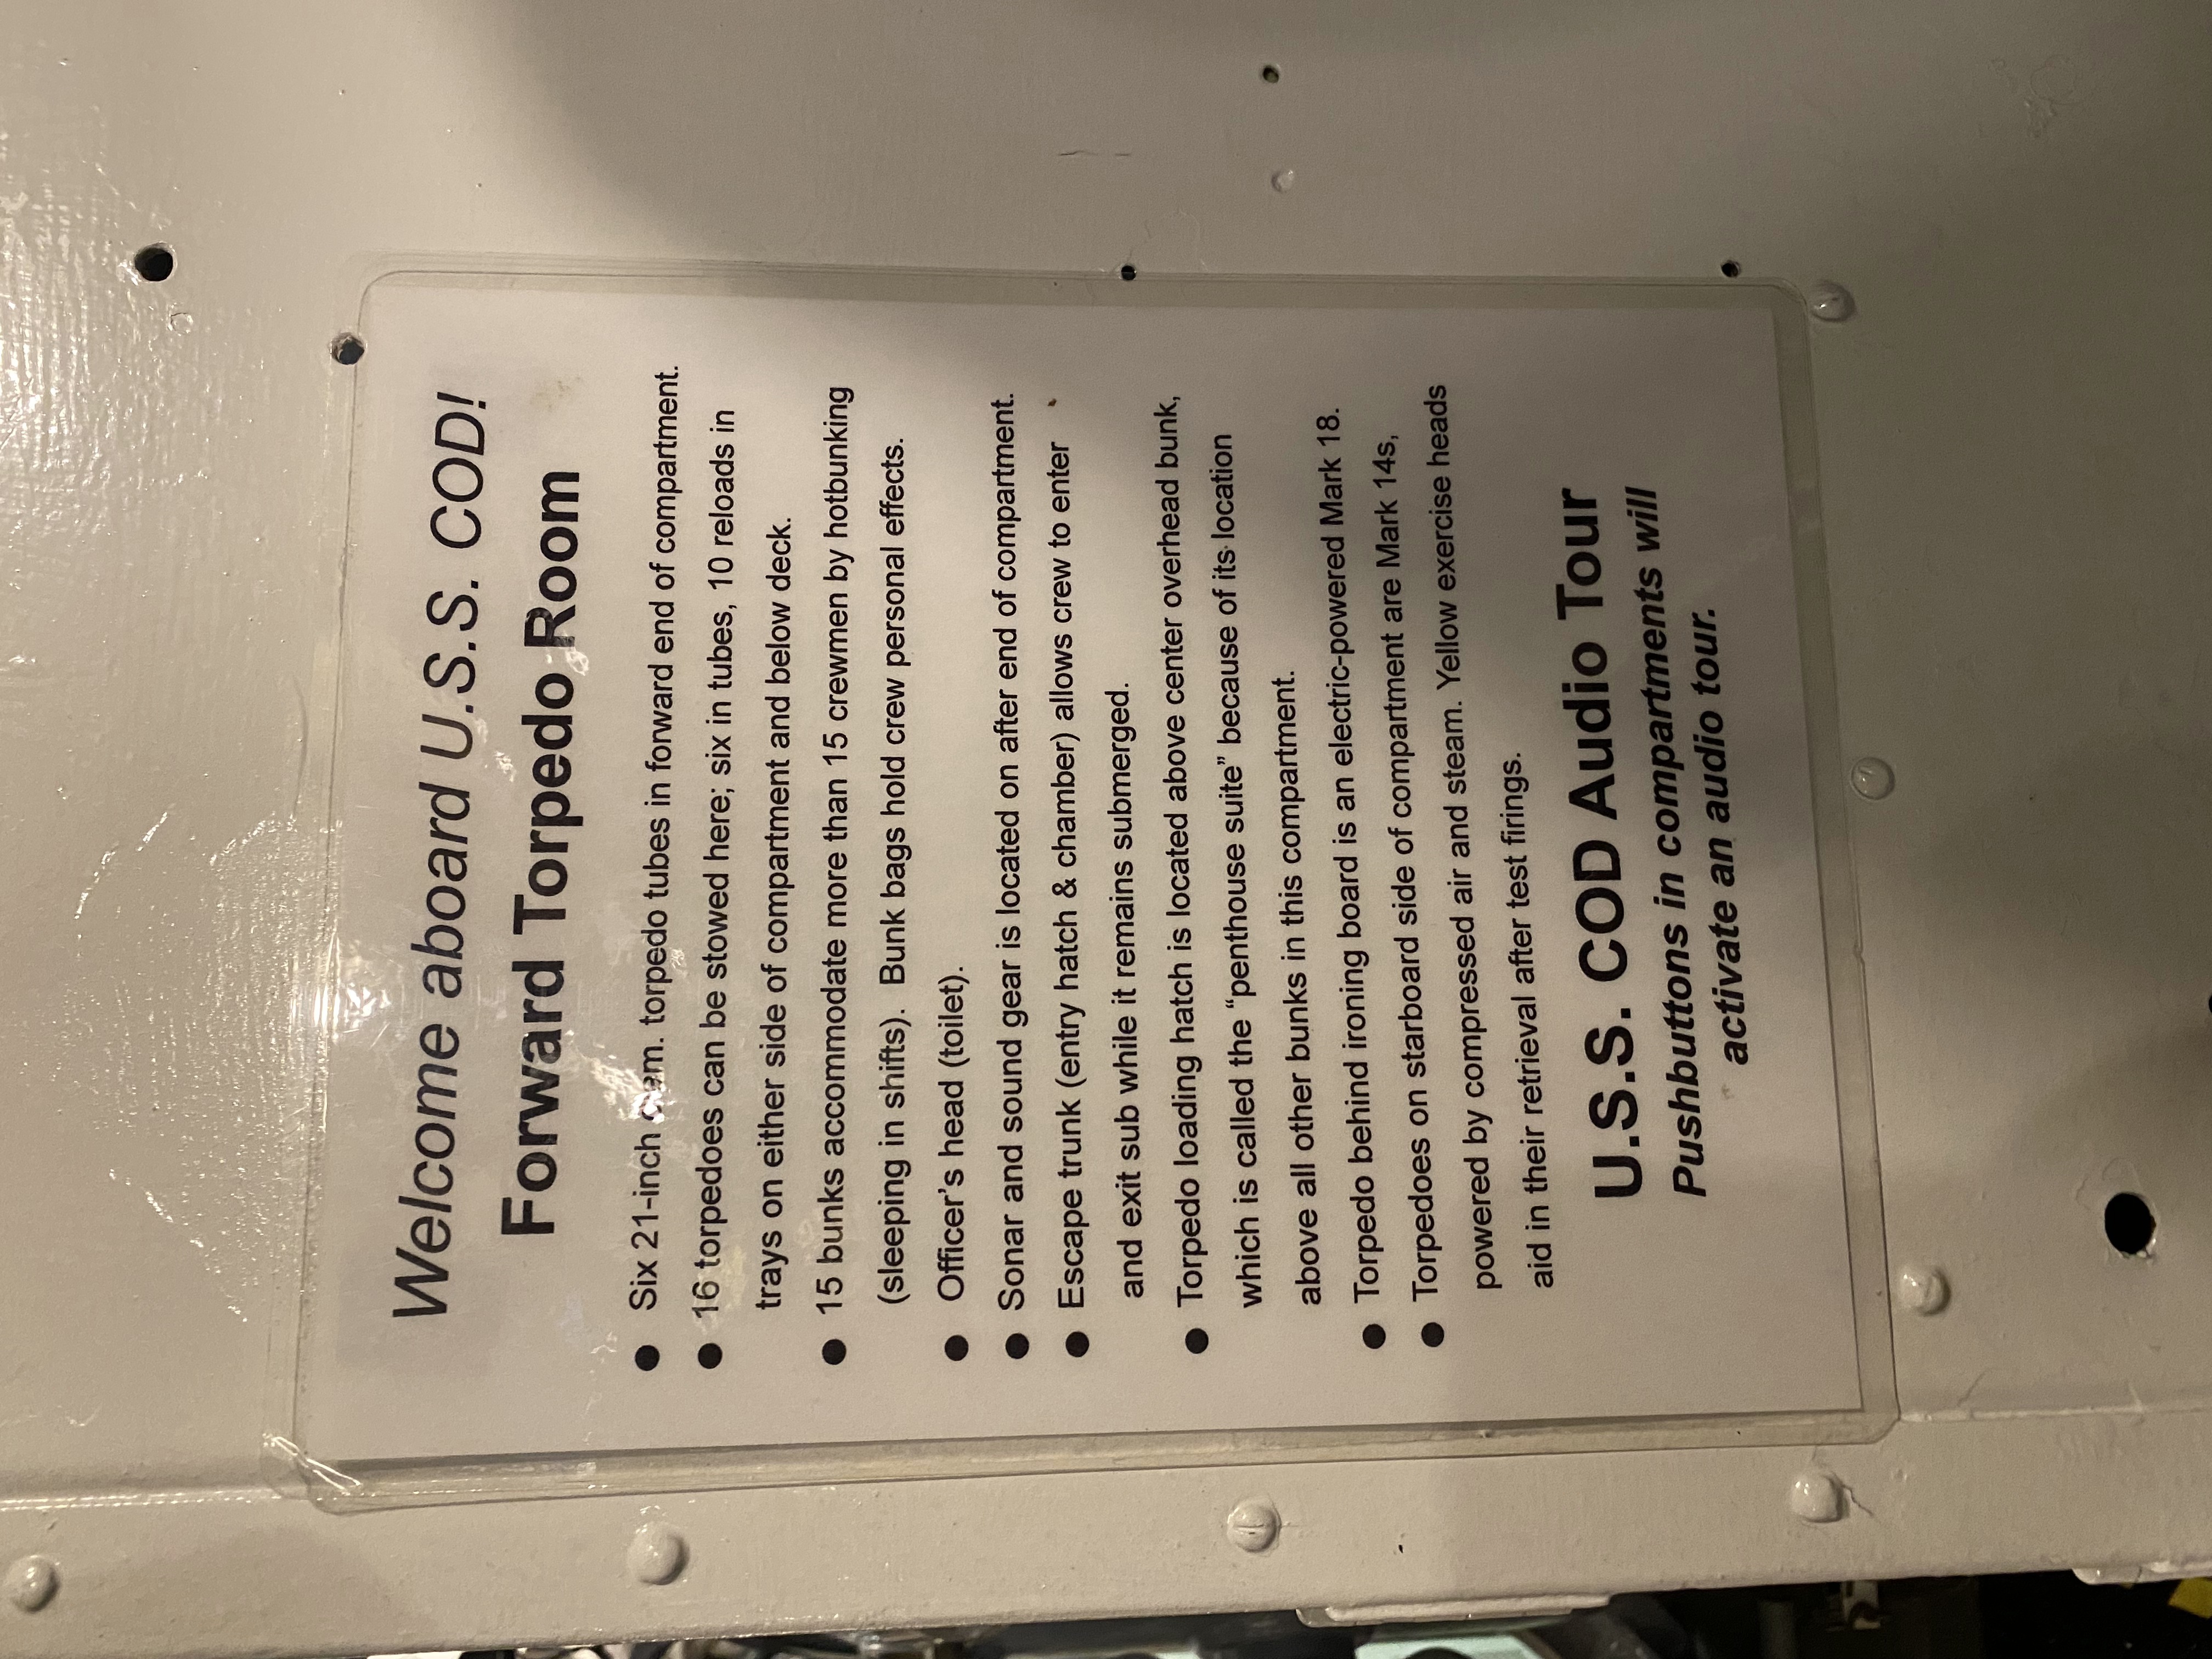 Welcome aboard U.S.S. COD!
Forward Torpedo Room
● Six 21-inch diam. torpedo tubes in forward end of compartment.
● 16 torpedoes can be stowed here; six in tubes, 10 reloads in
trays on either side of compartment and below deck.
● 15 bunks accommodate more than 15 crewmen by hotbunking
(sleeping in shifts). Bunk bags hold crew personal effects.
● Officer's head (toilet).
● Sonar and sound gear is located on after end of compartment.
● Escape trunk (entry hatch & chamber) allows crew to enter
and exit sub while it remains submerged.
● Torpedo loading hatch is located above center overhead bunk,
which is called the “penthouse suite” because of its location
above all other bunks in this compartment.
● Torpedo behind ironing board is an electric-powered Mark 18.
● Torpedoes on starboard side of compartment are Mark 14s,
powered by compressed air and steam. Yellow exercise heads
aid in their retrieval after test firings.
U.S.S. COD Audio Tour
Pushbuttons in compartments will
activate an audio tour.